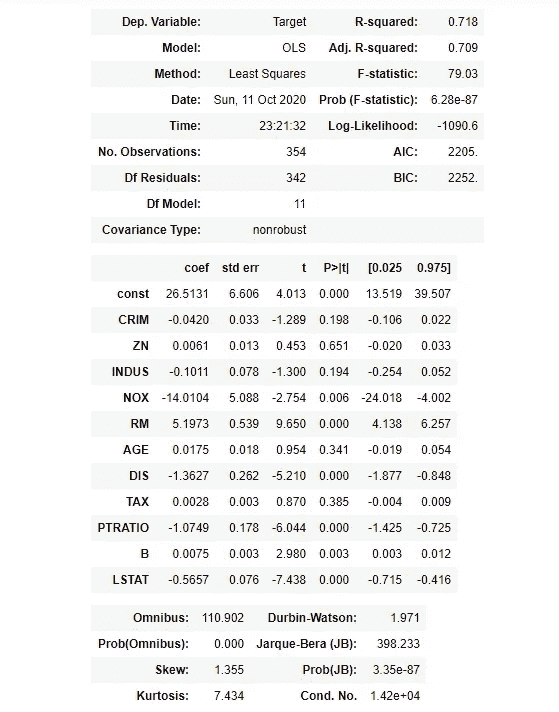 Dep. Variable: Target R-squared: 0.718
Model: OLS Adj. R-squared: 0.709
Method: Least Squares F-statistic: 79.03
Date: Sun, 11 Oct 2020 Prob (F-statistic): 6.28e-87
Time: 23:21:32 Log-Likelihood: -1090.6
No. Observations: 354 AIC: 2205.
Df Residuals: 342 BIC: 2252.
Df Model: 11
Covariance Type: nonrobust
coef std err t P>|t| [0.025 0.975]
const 26.5131 6.606 4.013 0.000 13.519 39.507
CRIM -0.0420 0.033 -1.289 0.198 -0.106 0.022
ZN 0.0061 0.013 0.453 0.651 -0.020 0.033
INDUS -0.1011 0.078 -1.300 0.194 -0.254 0.052
NOX -14.0104 5.088 -2.754 0.006 -24.018 -4.002
RM 5.1973 0.539 9.650 0.000 4.138 6.257
AGE 0.0175 0.018 0.954 0.341 -0.019 0.054
DIS -1.3627 0.262 -5.210 0.000 -1.877 -0.848
TAX 0.0028 0.003 0.870 0.385 -0.004 0.009
PTRATIO -1.0749 0.178 -6.044 0.000 -1.425 -0.725
B 0.0075 0.003 2.980 0.003 0.003 0.012
LSTAT -0.5657 0.076 -7.438 0.000 -0.715 -0.416
Omnibus: 110.902 Durbin-Watson: 1.971
Prob(Omnibus): 0.000 Jarque-Bera (JB): 398.233
Skew: 1.355 Prob(JB): 3.35e-87
Kurtosis: 7.434 Cond. No. 1.42e+04